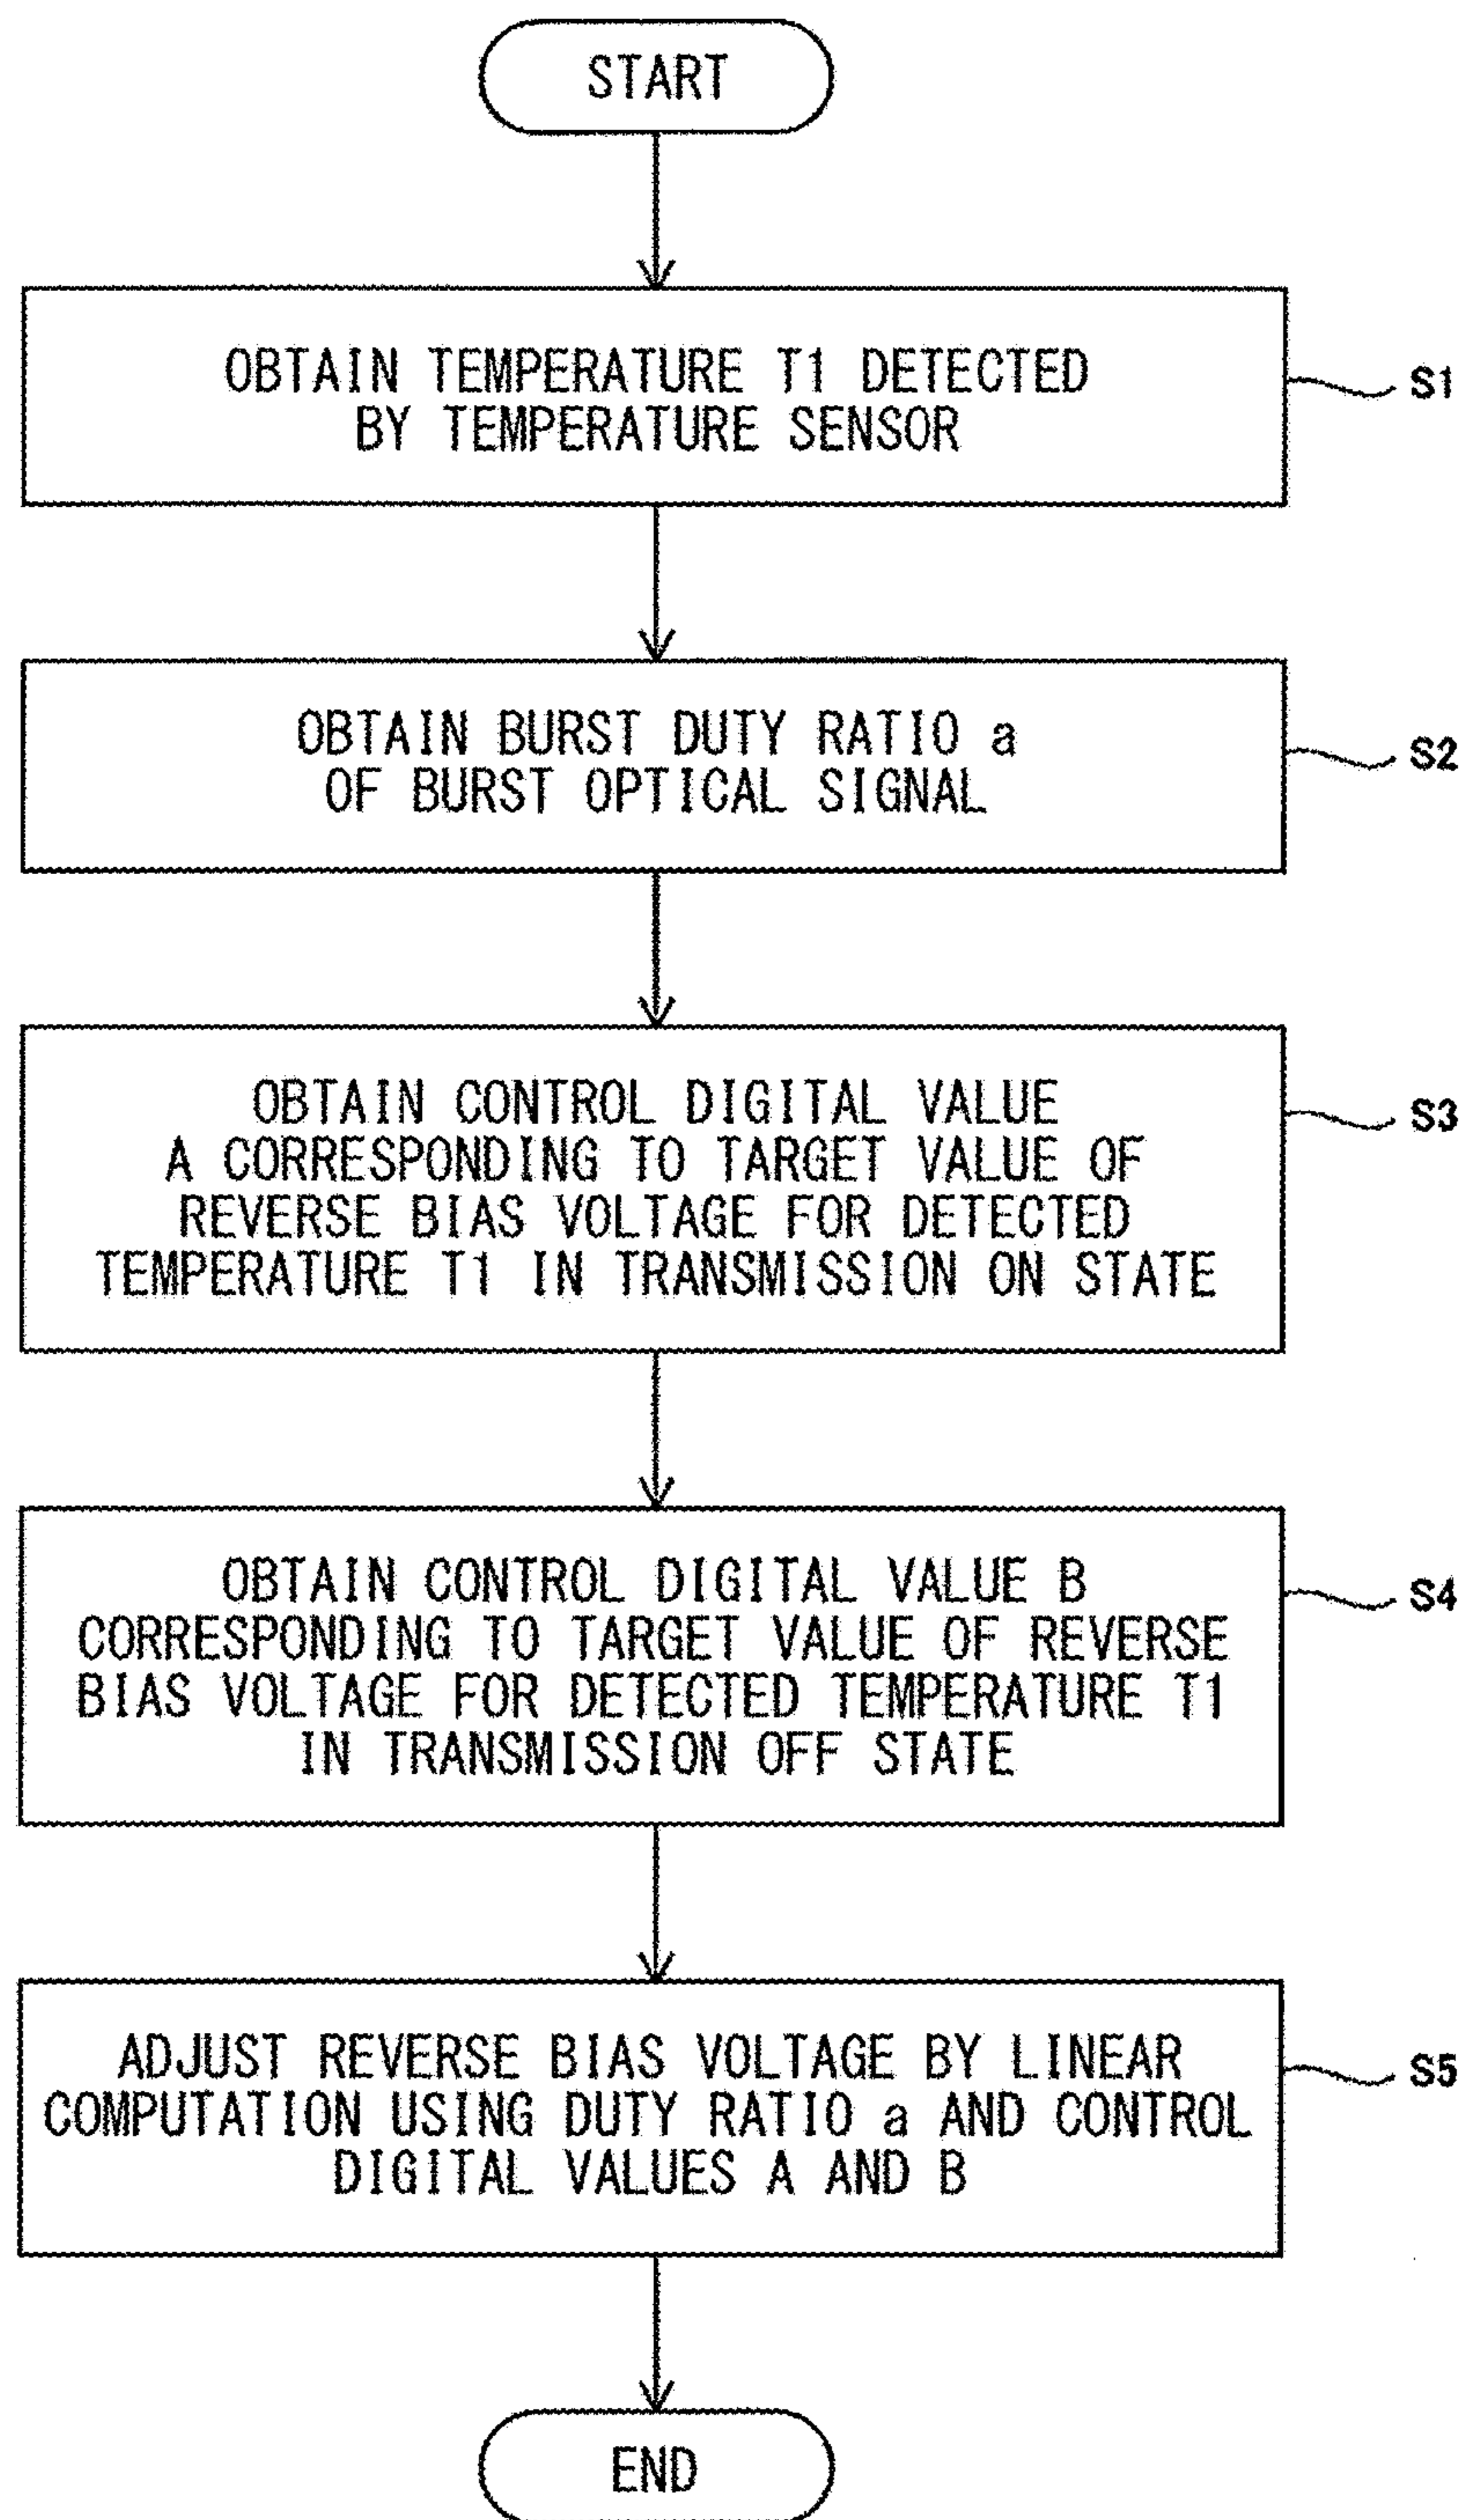 START
OBTAIN TEMPERATURE T1 DETECTED
BY TEMPERATURE SENSOR
S1
OBTAIN BURST DUTY RATIO a
OF BURST OPTICAL SIGNAL
S2
OBTAIN CONTROL DIGITAL VALUE
A CORRESPONDING TO TARGET VALUE OF
REVERSE BIAS VOLTAGE FOR DETECTED
TEMPERATURE T1 IN TRANSMISSION ON STATE
S3
OBTAIN CONTROL DIGITAL VALUE B
CORRESPONDING TO TARGET VALUE OF REVERSE
BIAS VOLTAGE FOR DETECTED TEMPERATURE T1
IN TRANSMISSION OFF STATE
S4
ADJUST REVERSE BIAS VOLTAGE BY LINEAR
COMPUTATION USING DUTY RATIO a AND CONTROL
DIGITAL VALUES A AND B
S5
END